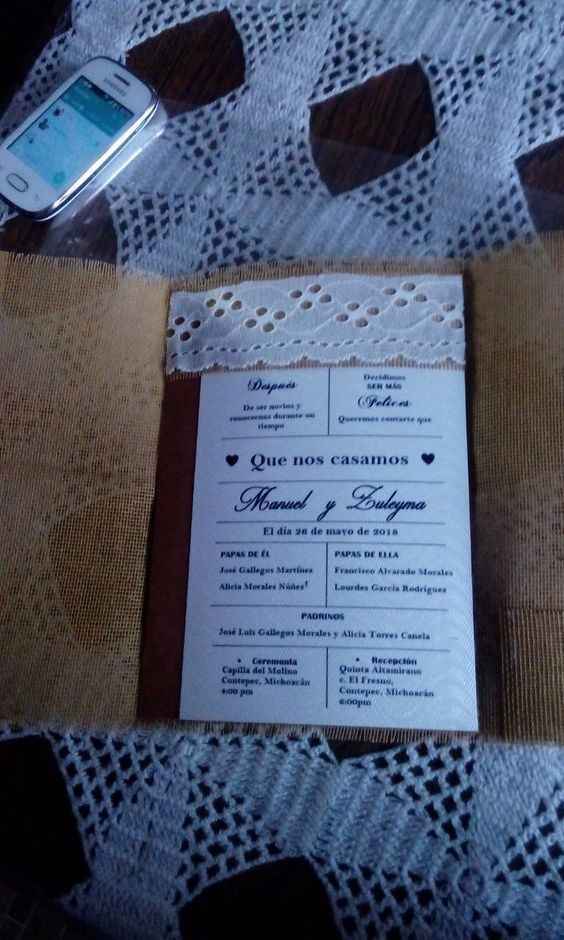 SAMSUNG
Después
De ser novios y
conocernos durante un
tiempo
Decidimos
SER MÁS
Felices
Queremos contarte que
♥ Que nos casamos ♥
Manuel y Zuleyma
El día 26 de mayo de 2018
PAPAS DE ÉL
José Gallegos Martínez
Alicia Morales Núñez†
PAPAS DE ELLA
Francisco Alvarado Morales
Lourdes García Rodríguez
PADRINOS
José Luis Gallegos Morales y Alicia Torres Canela
• Ceremonia
Capilla del Molino
Contepec, Michoacán
4:00 pm
• Recepción
Quinta Altamirano
c. El Fresno,
Contepec, Michoacán
6:00pm